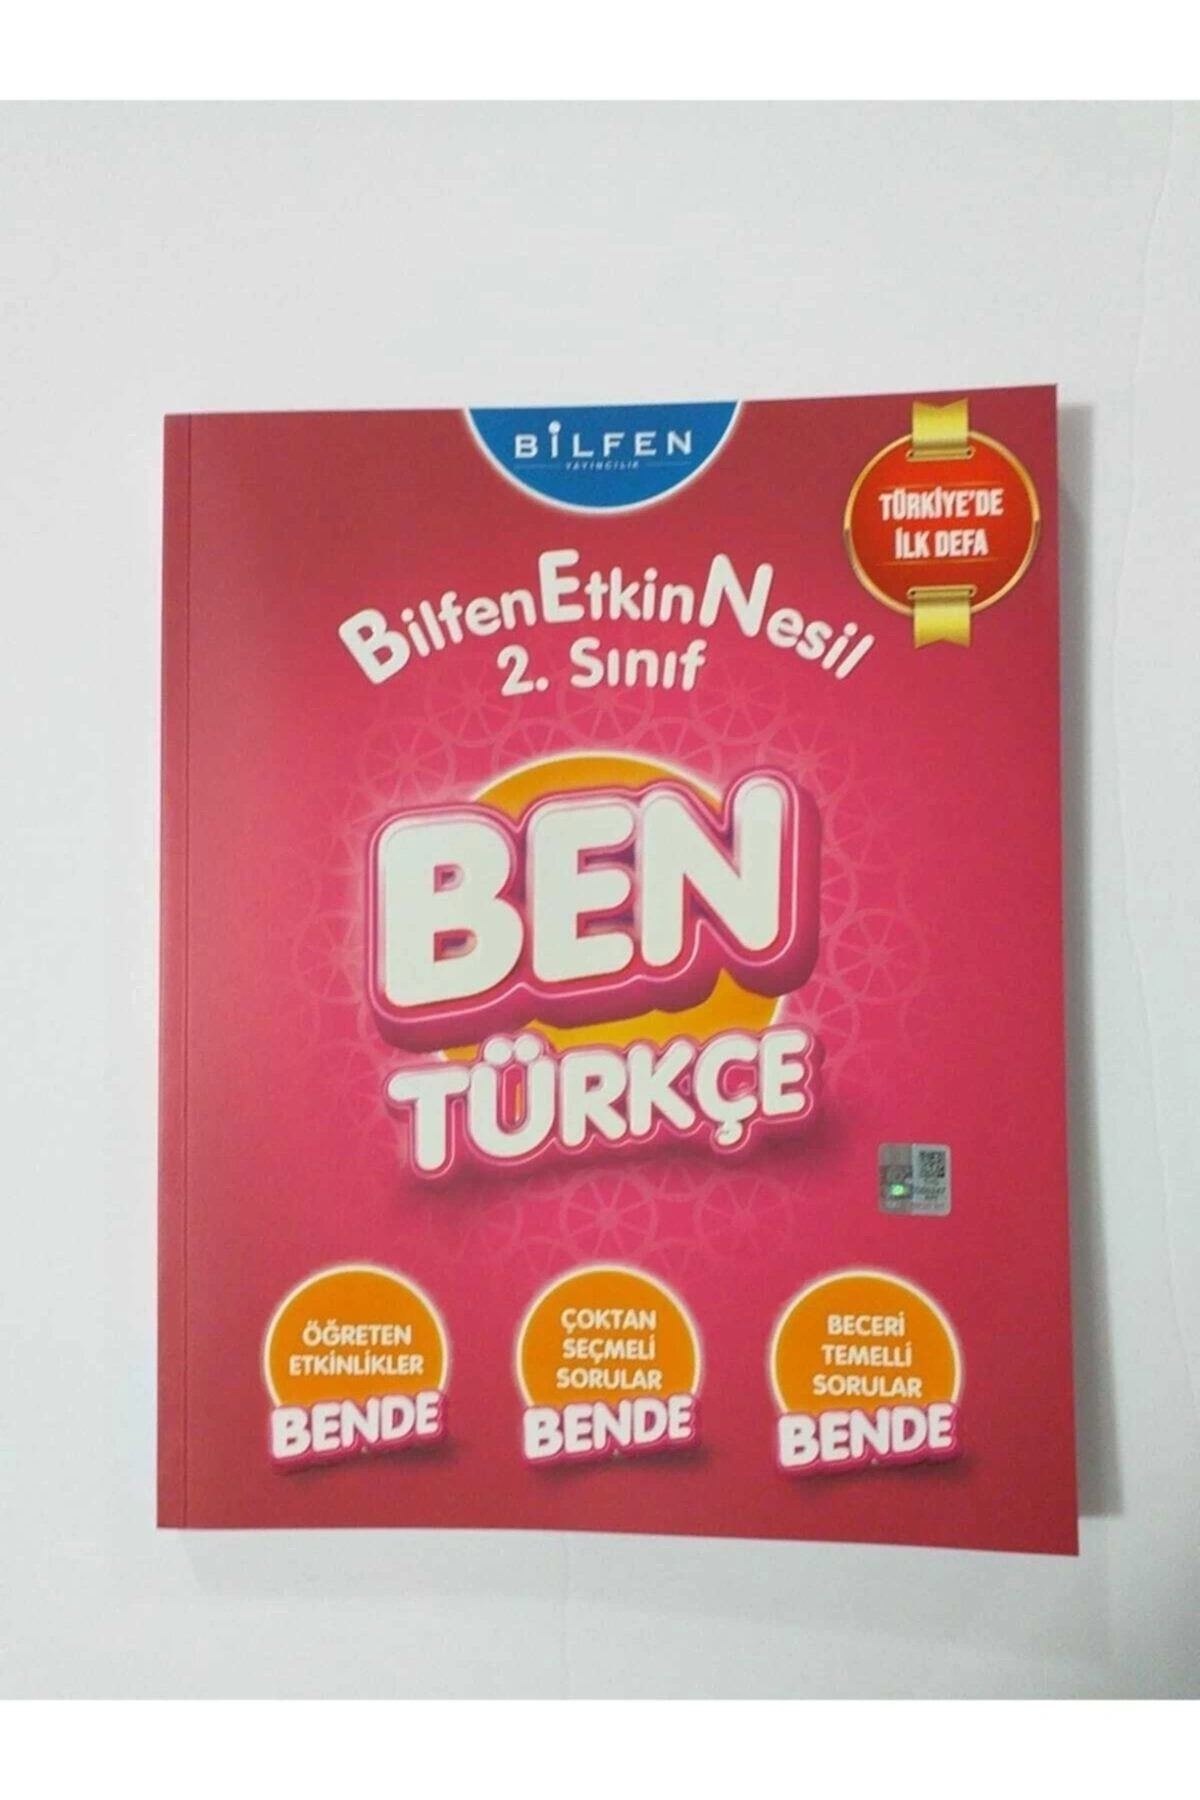 BİLFEN
YAYINCILIK
TÜRKİYE'DE
İLK DEFA
BilfenEtkinNesil
2. Sınıf
BEN
TÜRKÇE
ÖĞRETEN
ETKİNLİKLER
BENDE
ÇOKTAN
SEÇMELİ
SORULAR
BENDE
BECERİ
TEMELLİ
SORULAR
BENDE